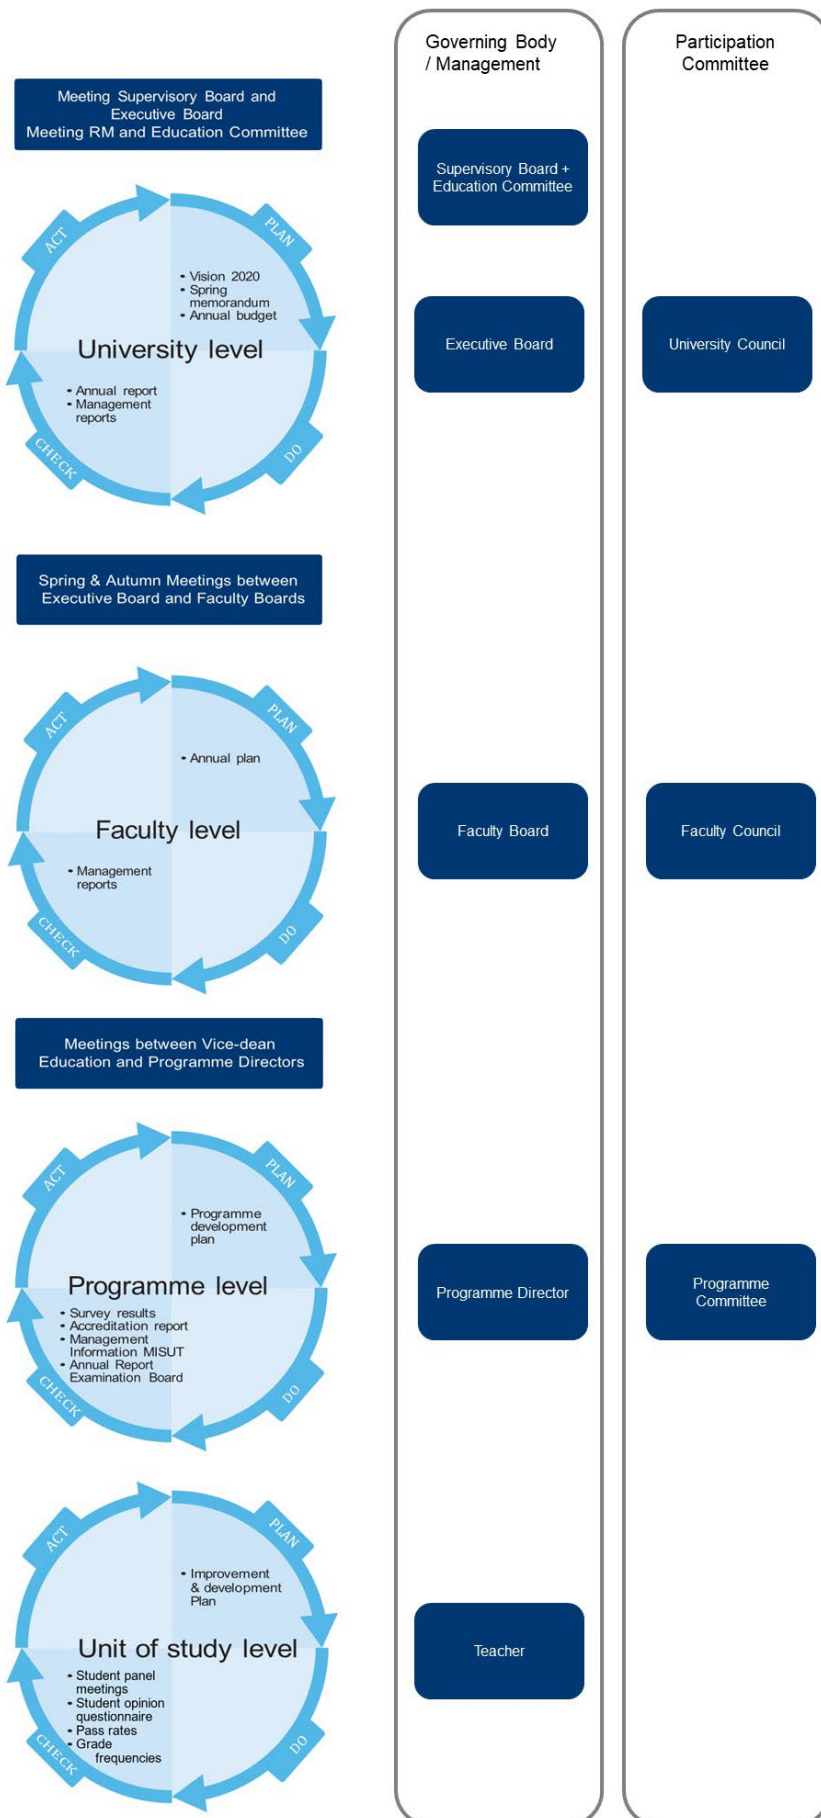 Governing Body
/ Management
Participation
Committee
Meeting Supervisory Board and
Executive Board
Meeting RM and Education Committee
Supervisory Board +
Education Committee
ACT
PLAN
• Vision 2020
• Spring
memorandum
• Annual budget
University level
• Annual report
• Management
reports
CHECK
DO
Executive Board
University Council
Spring & Autumn Meetings between
Executive Board and Faculty Boards
ACT
PLAN
• Annual plan
Faculty level
• Management
reports
CHECK
DO
Faculty Board
Faculty Council
Meetings between Vice-dean
Education and Programme Directors
ACT
PLAN
• Programme
development
plan
Programme level
• Survey results
• Accreditation report
• Management
Information MISUT
• Annual Report
Examination Board
CHECK
DO
Programme Director
Programme
Committee
ACT
PLAN
• Improvement
& development
Plan
Unit of study level
• Student panel
meetings
• Student opinion
questionnaire
• Pass rates
• Grade
frequencies
CHECK
DO
Teacher